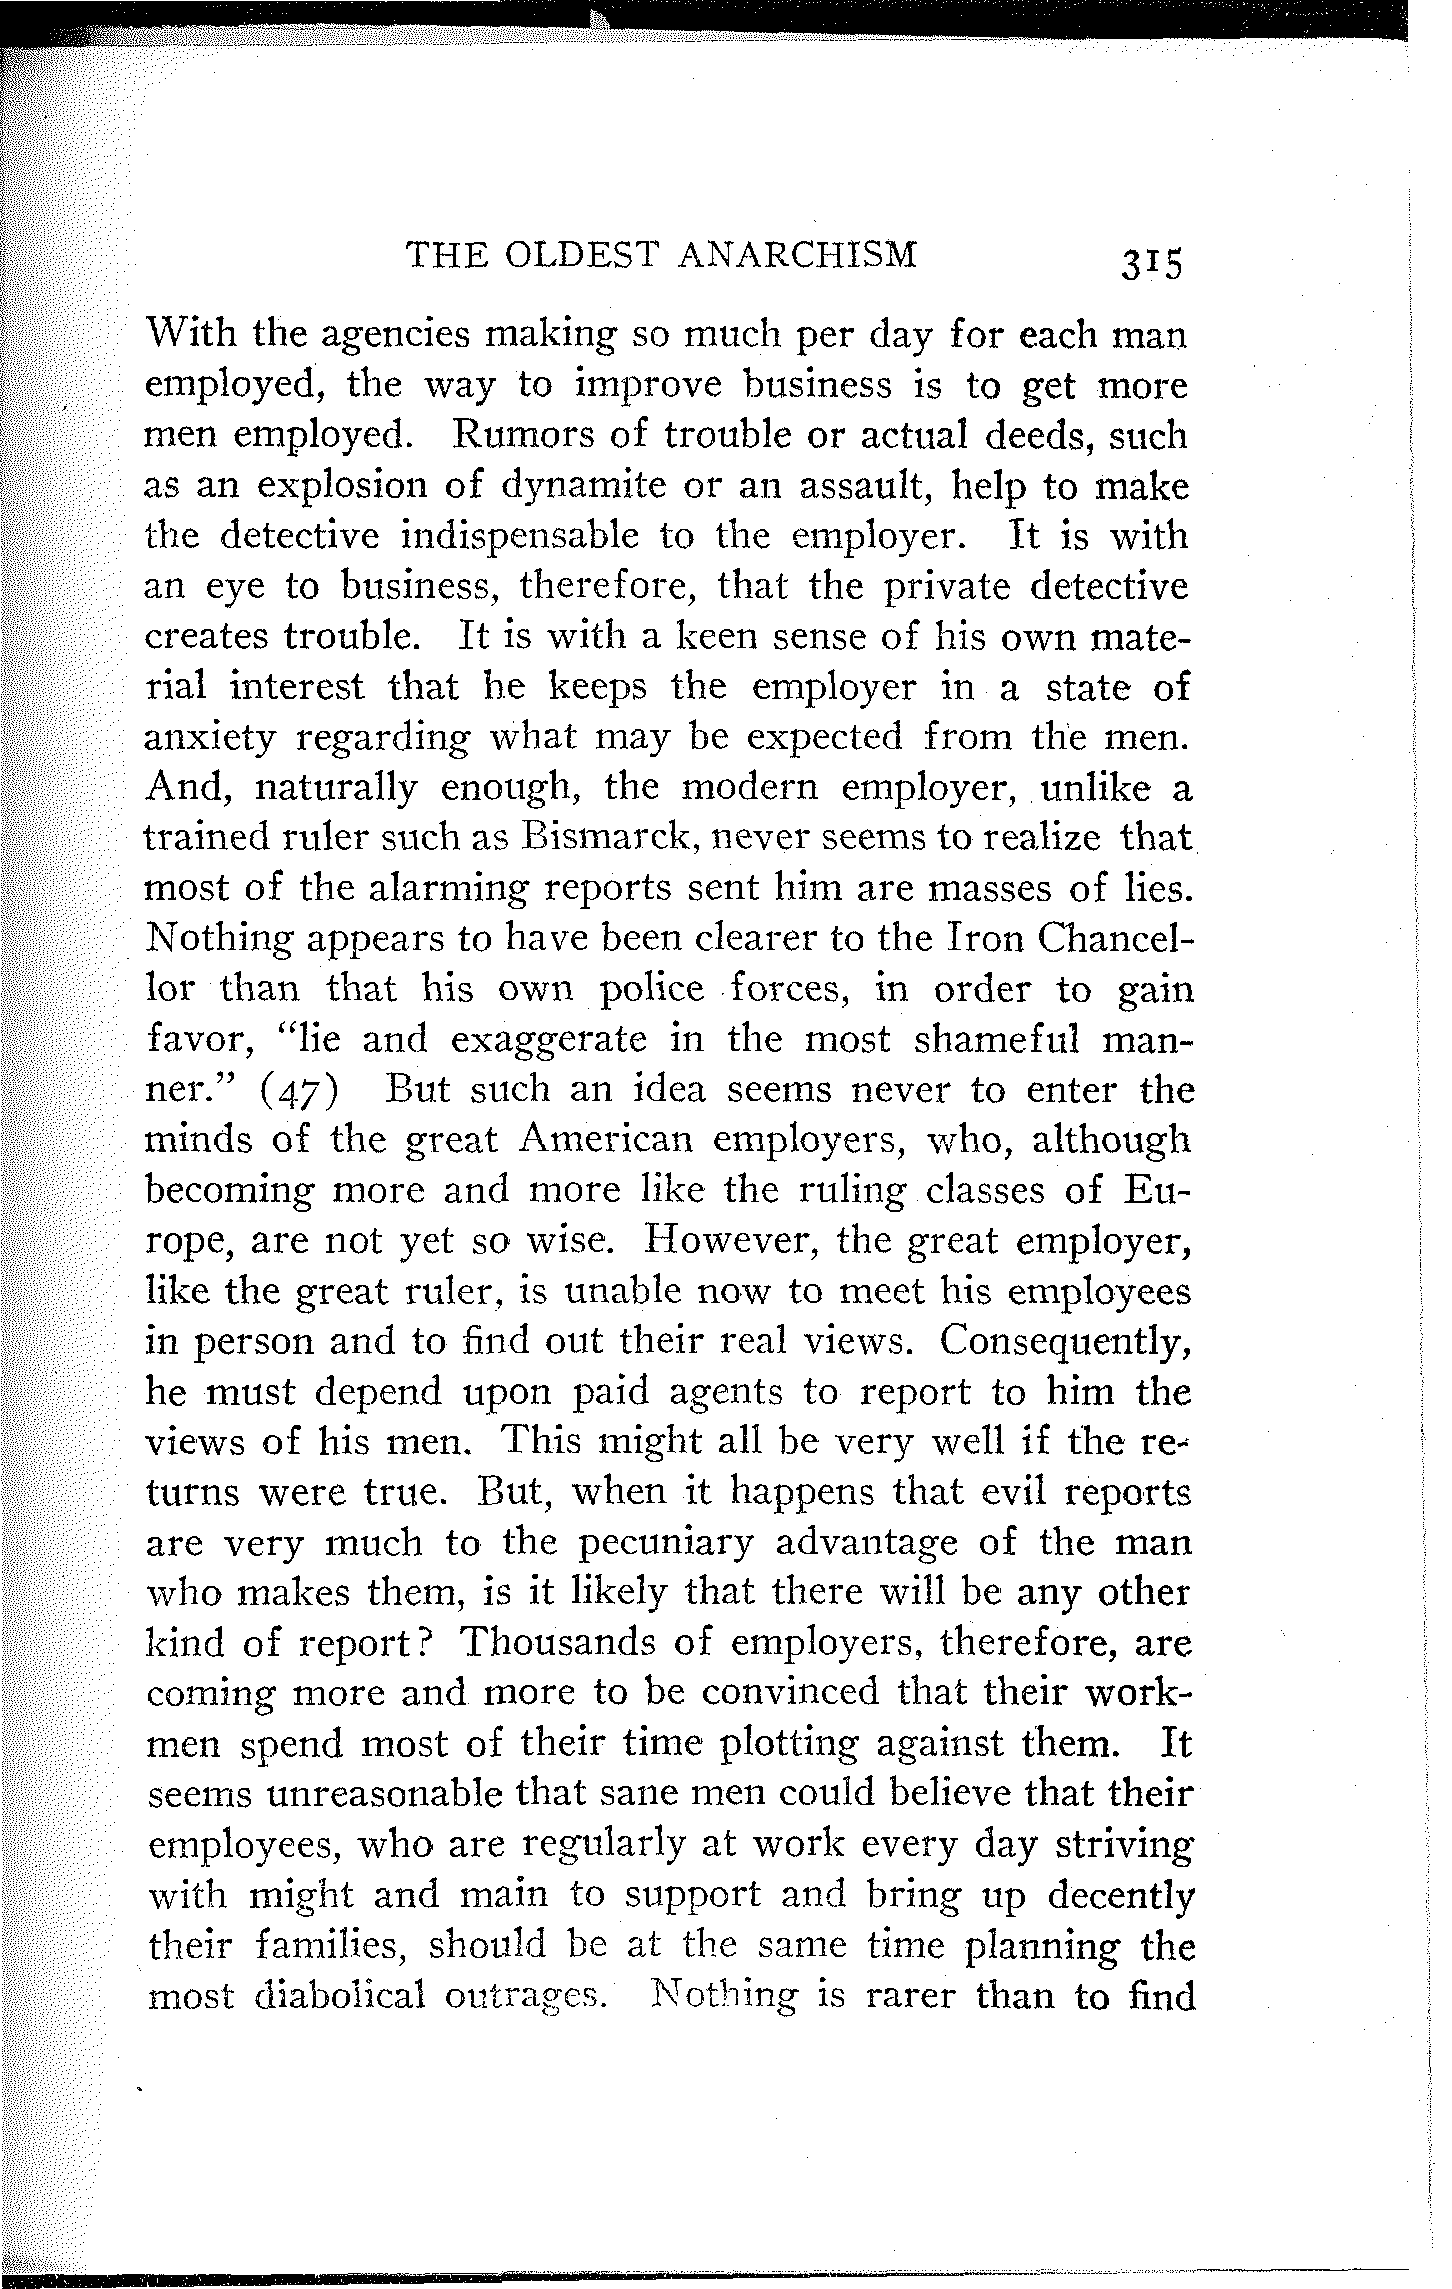 THE OLDEST ANARCHISM 315
With the agencies making so much per day for each man
employed, the way to improve business is to get more
men employed. Rumors of trouble or actual deeds, such
as an explosion of dynamite or an assault, help to make
the detective indispensable to the employer. It is with
an eye to business, therefore, that the private detective
creates trouble. It is with a keen sense of his own mate-
rial interest that he keeps the employer in a state of
anxiety regarding what may be expected from the men.
And, naturally enough, the modern employer, unlike a
trained ruler such as Bismarck, never seems to realize that
most of the alarming reports sent him are masses of lies.
Nothing appears to have been clearer to the Iron Chancel-
lor than that his own police forces, in order to gain
favor, "lie and exaggerate in the most shameful man-
ner." (47) But such an idea seems never to enter the
minds of the great American employers, who, although
becoming more and more like the ruling classes of Eu-
rope, are not yet so wise. However, the great employer,
like the great ruler, is unable now to meet his employees
in person and to find out their real views. Consequently,
he must depend upon paid agents to report to him the
views of his men. This might all be very well if the re-
turns were true. But, when it happens that evil reports
are very much to the pecuniary advantage of the man
who makes them, is it likely that there will be any other
kind of report? Thousands of employers, therefore, are
coming more and more to be convinced that their work-
men spend most of their time plotting against them. It
seems unreasonable that sane men could believe that their
employees, who are regularly at work every day striving
with might and main to support and bring up decently
their families, should be at the same time planning the
most diabolical outrages. Nothing is rarer than to find